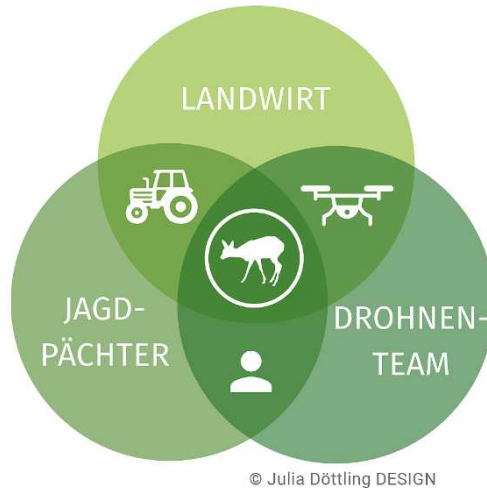 LANDWIRT
JAGD-
PÄCHTER
DROHNEN-
TEAM
© Julia Döttling DESIGN